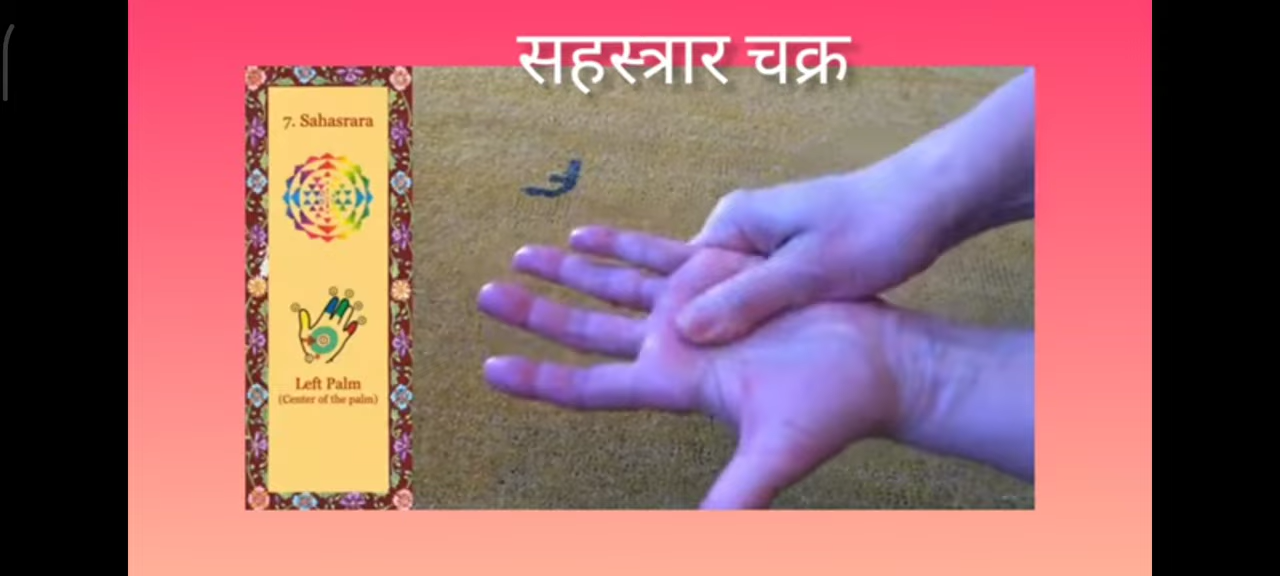 सहस्त्रार चक्र
7. Sahasrara
Left Palm
(Center of the palm)